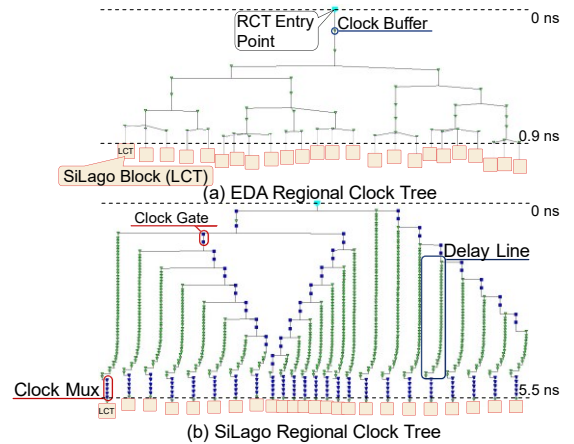 RCT Entry
Point
Clock Buffer
0 ns
LCT
0.9 ns
SiLago Block (LCT)
(a) EDA Regional Clock Tree
Clock Gate
0 ns
Delay Line
Clock Mux
5.5 ns
LCT
(b) SiLago Regional Clock Tree